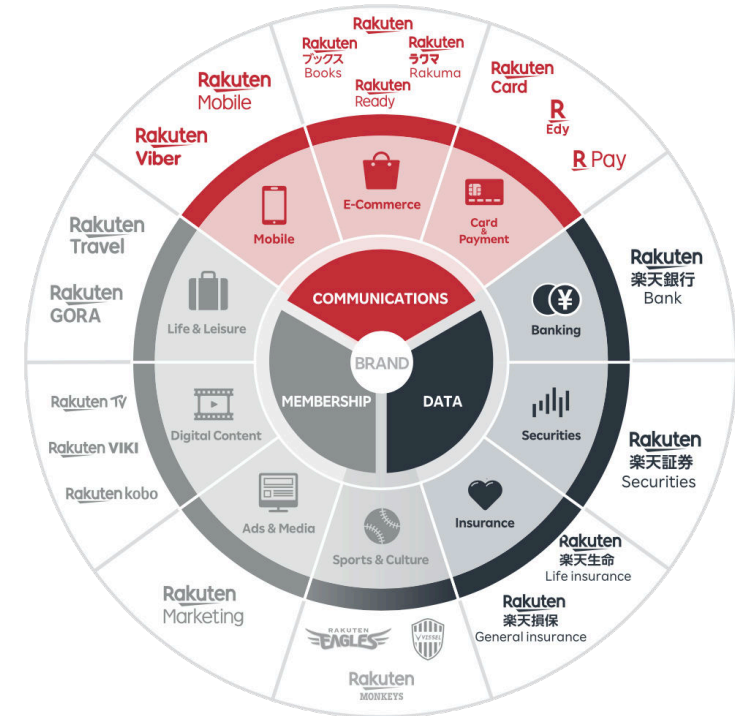 Rakuten
Rakuten
ブックス
Books
Rakuten
ラクマ
Rakuma
Rakuten
Ready
Rakuten
Card
R
Edy
R Pay
Rakuten
楽天銀行
Bank
Rakuten
楽天証券
Securities
Rakuten
楽天生命
Life insurance
Rakuten
楽天損保
General insurance
RAKUTEN
EAGLES
VISSEL
Rakuten
MONKEYS
Rakuten
Marketing
Rakuten TV
Rakuten VIKI
Rakuten kobo
Rakuten
Travel
Rakuten
GORA
Rakuten
Viber
Rakuten
Mobile
E-Commerce
Card
&
Payment
Banking
Securities
Insurance
Sports & Culture
Ads & Media
Digital Content
Life & Leisure
Mobile
COMMUNICATIONS
DATA
MEMBERSHIP
BRAND